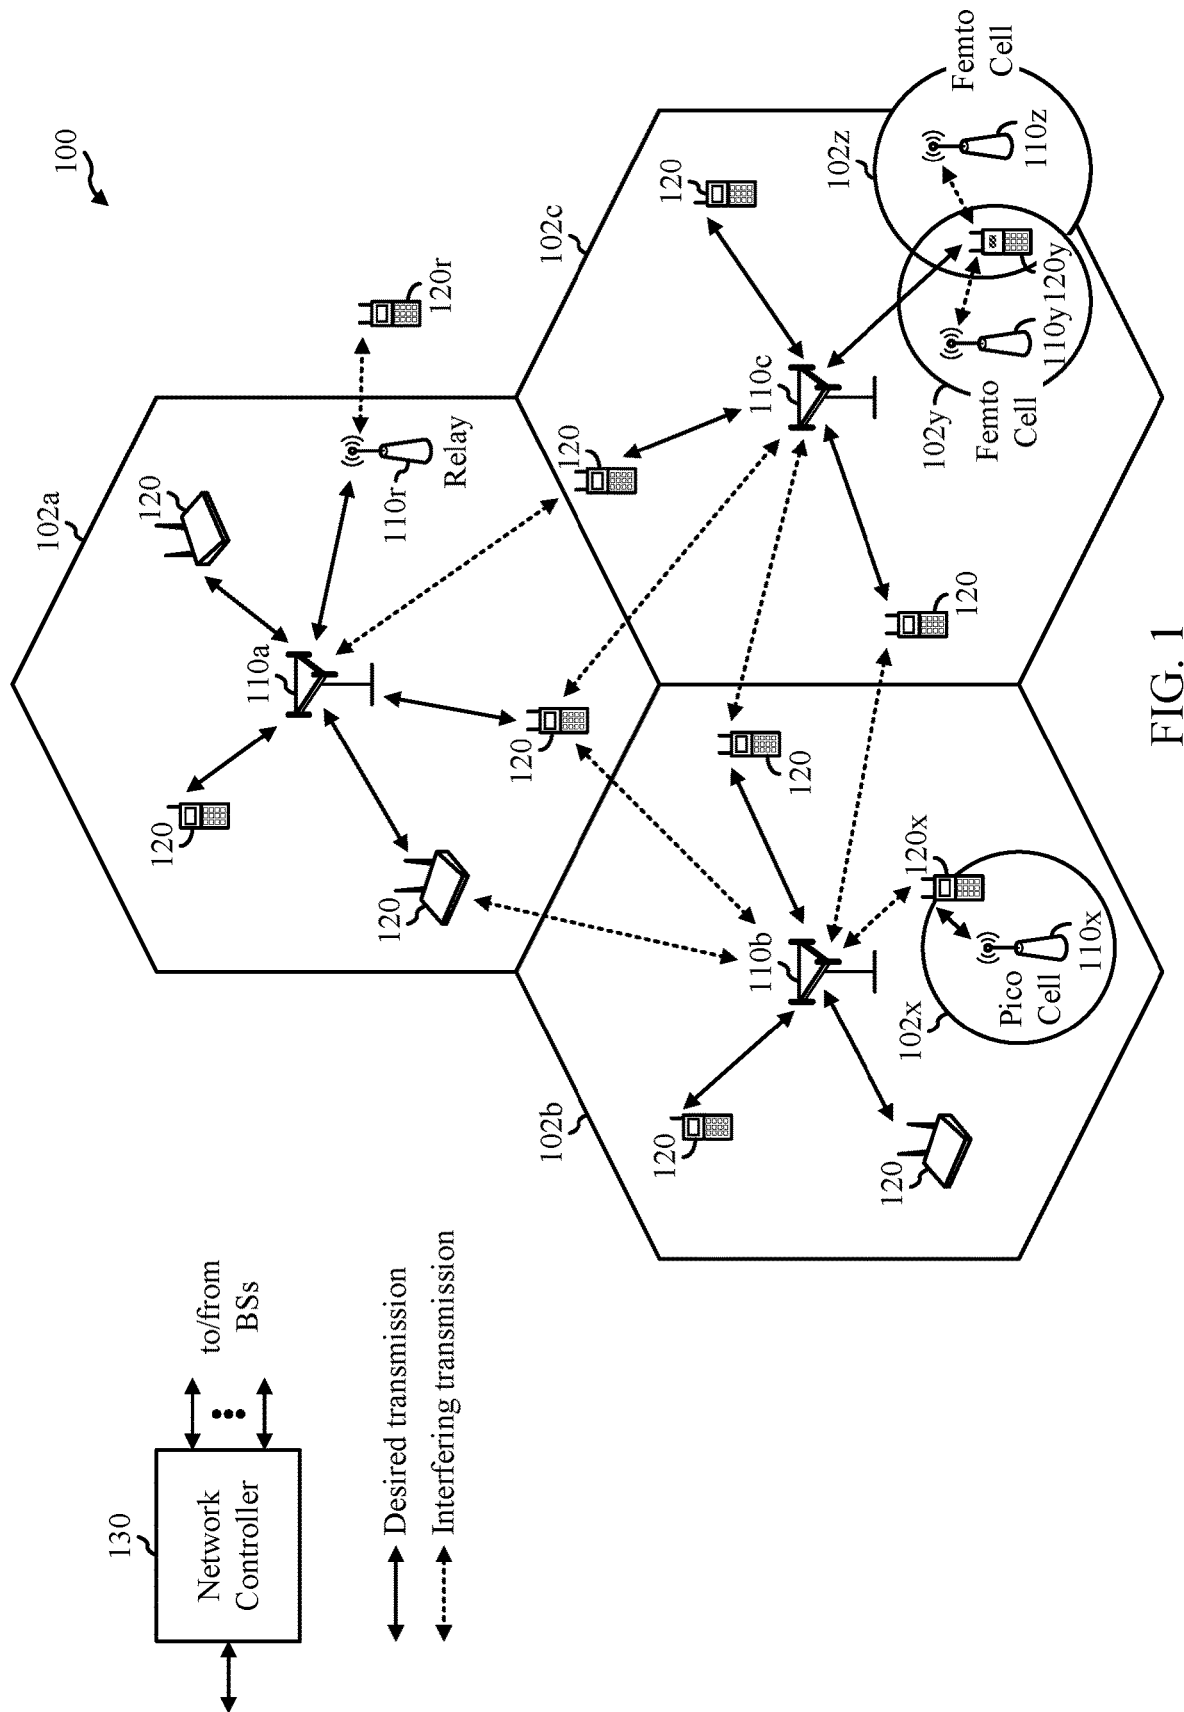 100
130
Network
Controller
to/from
BSs
Desired transmission
Interfering transmission
102a
120
120
110a
120
120
110r
Relay
120r
120
102b
120
120
110b
120
102x
Pico
Cell
110x
120x
102c
120
120
110c
120
102y
Femto
Cell
110y
120y
102z
110z
Femto
Cell
FIG. 1